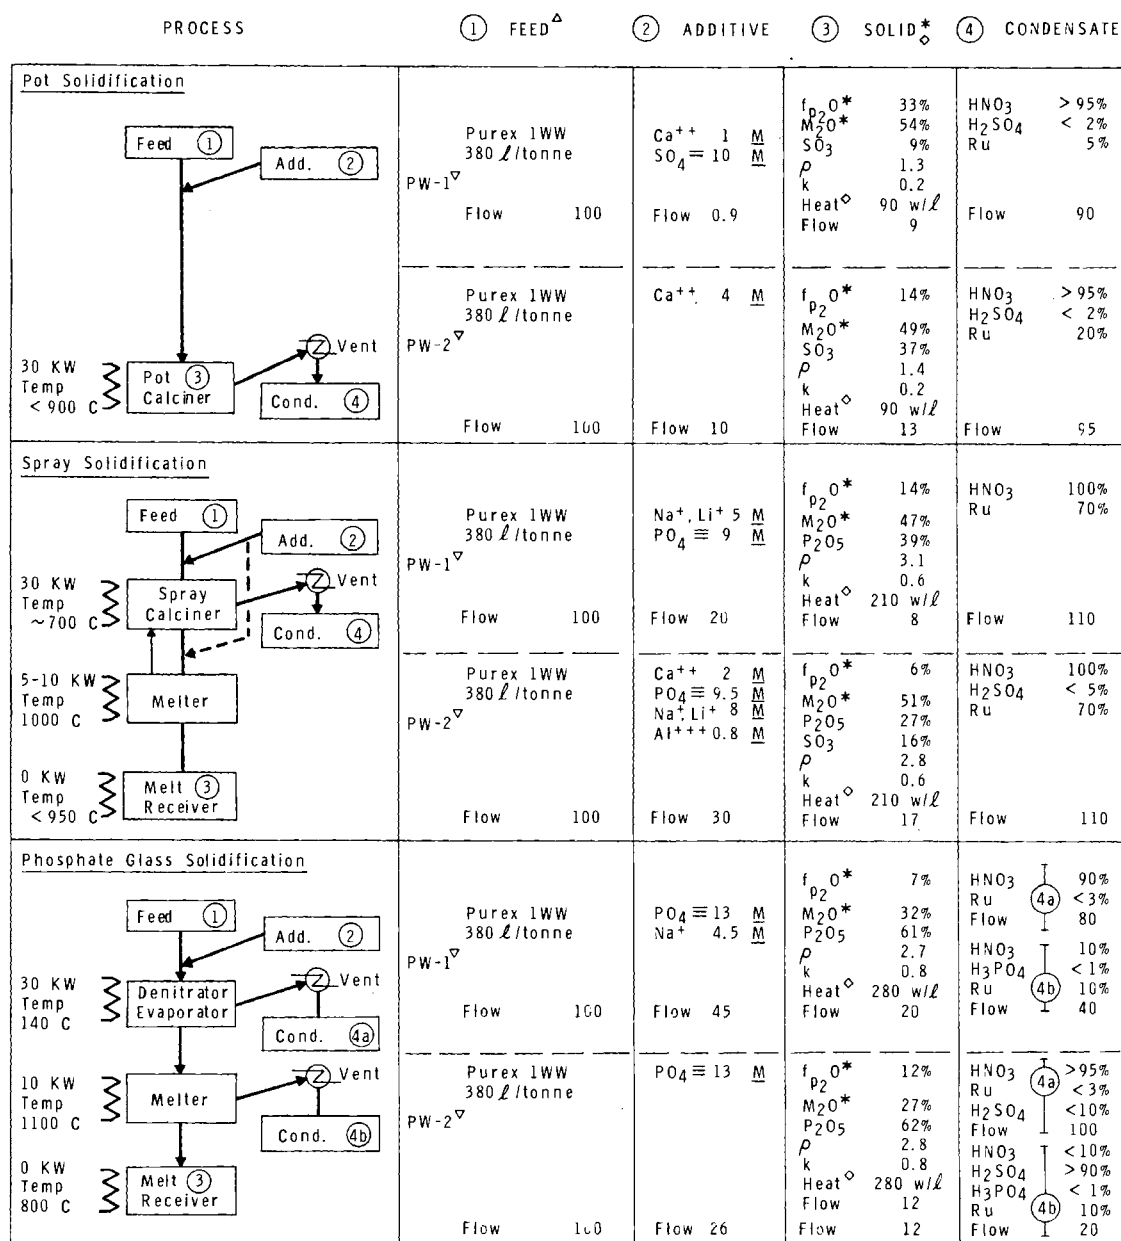 PROCESS ① FEED△ ② ADDITIVE ③ SOLID*◇ ④ CONDENSATE
Pot Solidification
Feed ①
Add. ②
Vent
30 KW
Temp
< 900 C
Pot ③
Calciner
Cond. ④
Purex 1WW
380 ℓ/tonne
PW-1▽
Flow 100
Ca++ 1 M
SO4= 10 M
Flow 0.9
fp2O* 33%
M2O* 54%
SO3 9%
ρ 1.3
k 0.2
Heat◇ 90 w/ℓ
Flow 9
HNO3 > 95%
H2SO4 < 2%
Ru 5%
Flow 90
Purex 1WW
380 ℓ/tonne
PW-2▽
Flow 100
Ca++ 4 M
Flow 10
fp2O* 14%
M2O* 49%
SO3 37%
ρ 1.4
k 0.2
Heat◇ 90 w/ℓ
Flow 13
HNO3 > 95%
H2SO4 < 2%
Ru 20%
Flow 95
Spray Solidification
Feed ①
Add. ②
Vent
30 KW
Temp
~700 C
Spray
Calciner
Cond. ④
5-10 KW
Temp
1000 C
Melter
0 KW
Temp
< 950 C
Melt ③
Receiver
Purex 1WW
380 ℓ/tonne
PW-1▽
Flow 100
Na+, Li+ 5 M
PO4≡ 9 M
Flow 20
fp2O* 14%
M2O* 47%
P2O5 39%
ρ 3.1
k 0.6
Heat◇ 210 w/ℓ
Flow 8
HNO3 100%
Ru 70%
Flow 110
Purex 1WW
380 ℓ/tonne
PW-2▽
Flow 100
Ca++ 2 M
PO4≡ 9.5 M
Na+, Li+ 8 M
Al+++ 0.8 M
Flow 30
fp2O* 6%
M2O* 51%
P2O5 27%
SO3 16%
ρ 2.8
k 0.6
Heat◇ 210 w/ℓ
Flow 17
HNO3 100%
H2SO4 < 5%
Ru 70%
Flow 110
Phosphate Glass Solidification
Feed ①
Add. ②
Vent
30 KW
Temp
140 C
Denitrator
Evaporator
Cond. 4a
Vent
10 KW
Temp
1100 C
Melter
Cond. 4b
0 KW
Temp
800 C
Melt ③
Receiver
Purex 1WW
380 ℓ/tonne
PW-1▽
Flow 100
PO4≡ 13 M
Na+ 4.5 M
Flow 45
fp2O* 7%
M2O* 32%
P2O5 61%
ρ 2.7
k 0.8
Heat◇ 280 w/ℓ
Flow 20
HNO3 90%
Ru 4a <3%
Flow 80
HNO3 10%
H3PO4 <1%
Ru 4b 10%
Flow 40
Purex 1WW
380 ℓ/tonne
PW-2▽
Flow 100
PO4≡ 13 M
Flow 26
fp2O* 12%
M2O* 27%
P2O5 62%
ρ 2.8
k 0.8
Heat◇ 280 w/ℓ
Flow 12
Flow 12
HNO3 4a >95%
Ru <3%
H2SO4 <10%
Flow 100
HNO3 <10%
H2SO4 >90%
H3PO4 < 1%
Ru 4b 10%
Flow 20